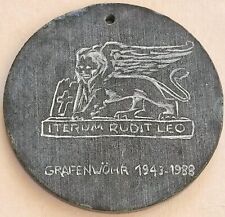 ITERUM RUDIT LEO
GRAFENWÖHR 1943-1988